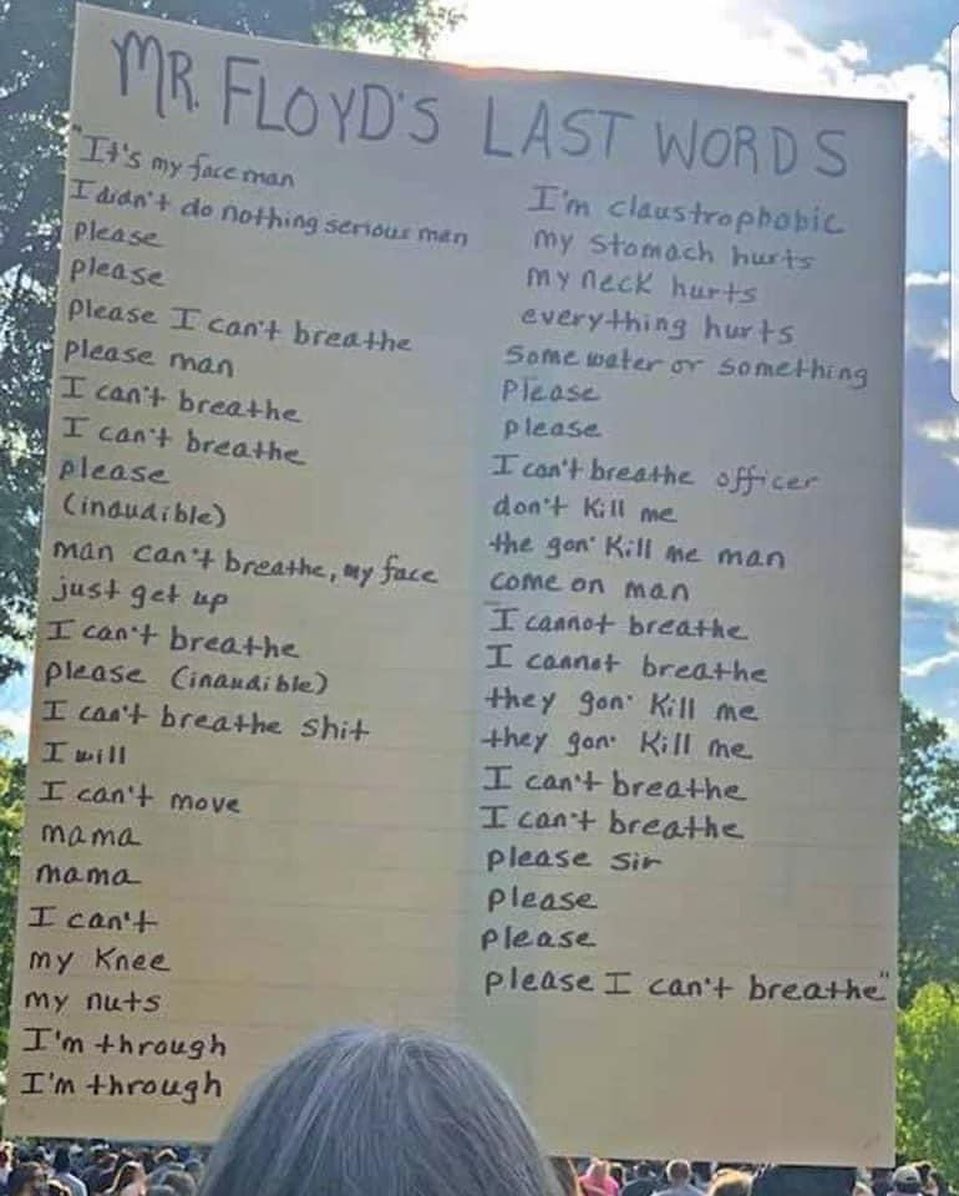 MR. FLOYD'S LAST WORDS
"It's my face man
I didn't do nothing serious man
please
please
please I can't breathe
please man
I can't breathe
I can't breathe
please
(inaudible)
man can't breathe, my face
just get up
I can't breathe
please (inaudible)
I can't breathe shit
I will
I can't move
mama
mama
I can't
my knee
my nuts
I'm through
I'm through
I'm claustrophobic
my stomach hurts
my neck hurts
everything hurts
some water or something
Please
please
I can't breathe officer
don't kill me
the gon' kill me man
come on man
I cannot breathe
I cannot breathe
they gon' kill me
they gon' kill me
I can't breathe
I can't breathe
please sir
please
please
please I can't breathe"